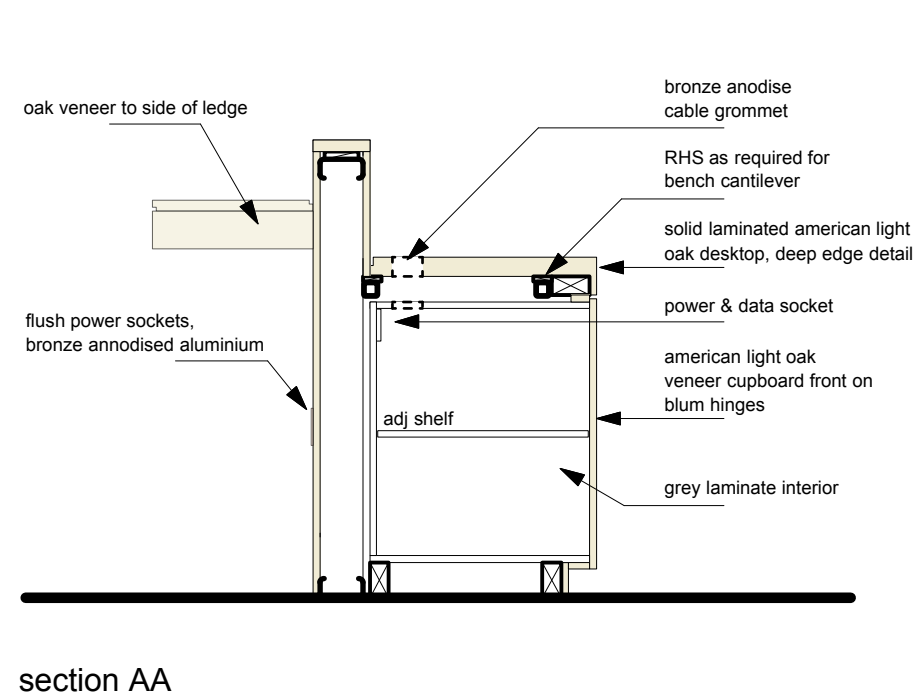 oak veneer to side of ledge
flush power sockets,
bronze annodised aluminium
bronze anodise
cable grommet
RHS as required for
bench cantilever
solid laminated american light
oak desktop, deep edge detail
power & data socket
american light oak
veneer cupboard front on
blum hinges
adj shelf
grey laminate interior
section AA